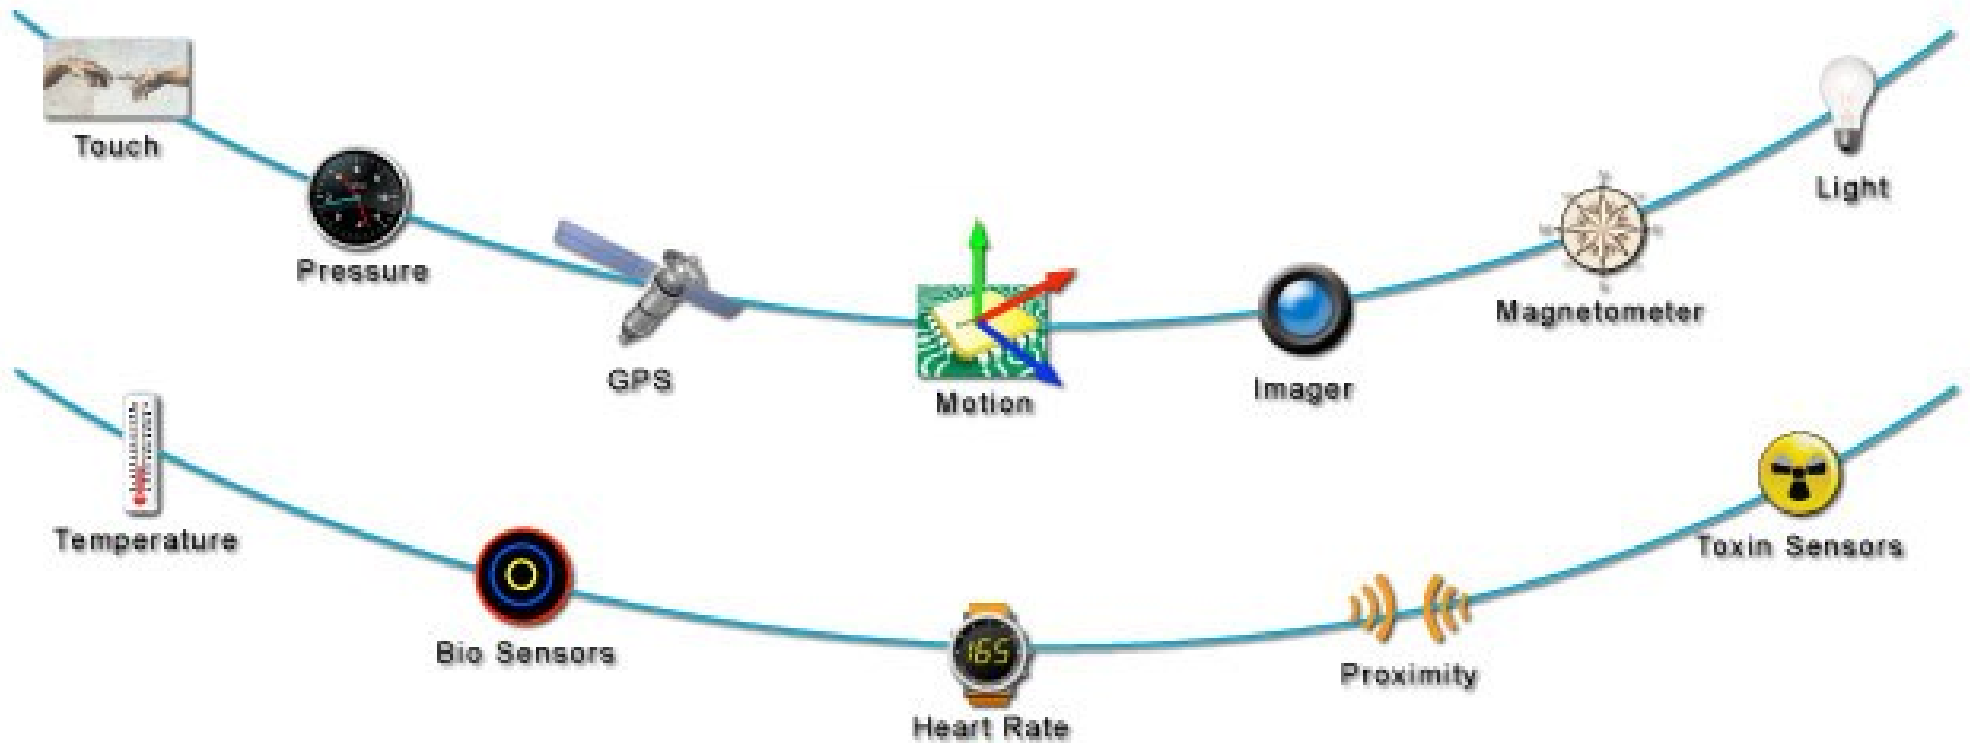 Touch
Pressure
GPS
Motion
Imager
Magnetometer
Light
Temperature
Bio Sensors
Heart Rate
165
Proximity
Toxin Sensors